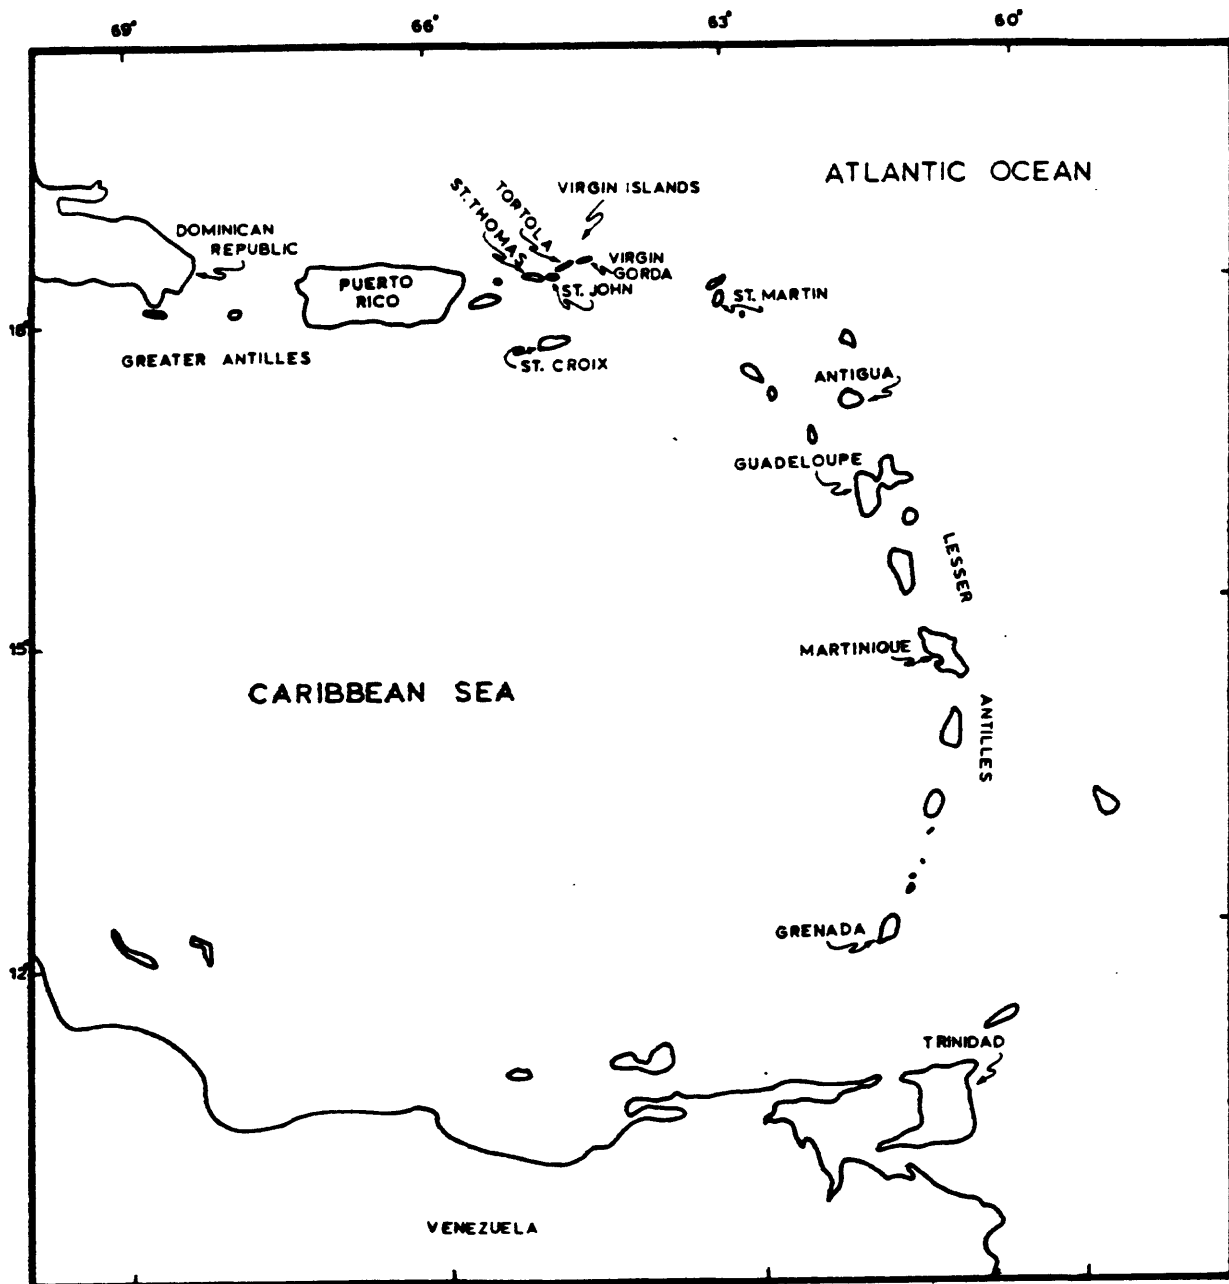 69°
66°
63°
60°
ATLANTIC OCEAN
VIRGIN ISLANDS
TORTOLA
ST. THOMAS
DOMINICAN
REPUBLIC
VIRGIN
GORDA
PUERTO
RICO
ST. JOHN
ST. MARTIN
18°
GREATER ANTILLES
ST. CROIX
ANTIGUA
GUADELOUPE
LESSER
15°
MARTINIQUE
CARIBBEAN SEA
ANTILLES
GRENADA
12°
TRINIDAD
VENEZUELA